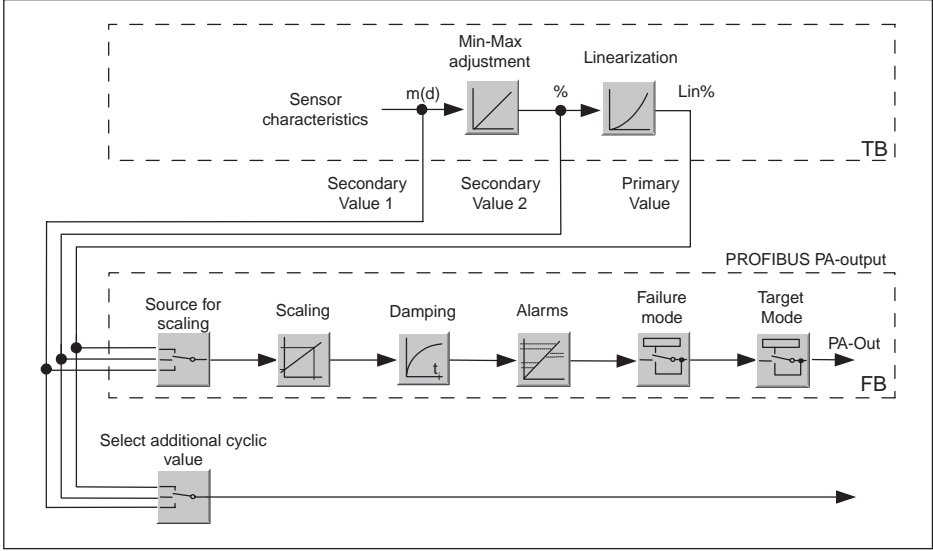 Min-Max
adjustment
Linearization
Sensor
characteristics
m(d)
%
Lin%
TB
Secondary
Value 1
Secondary
Value 2
Primary
Value
PROFIBUS PA-output
Source for
scaling
Scaling
Damping
Alarms
Failure
mode
Target
Mode
t
PA-Out
FB
Select additional cyclic
value